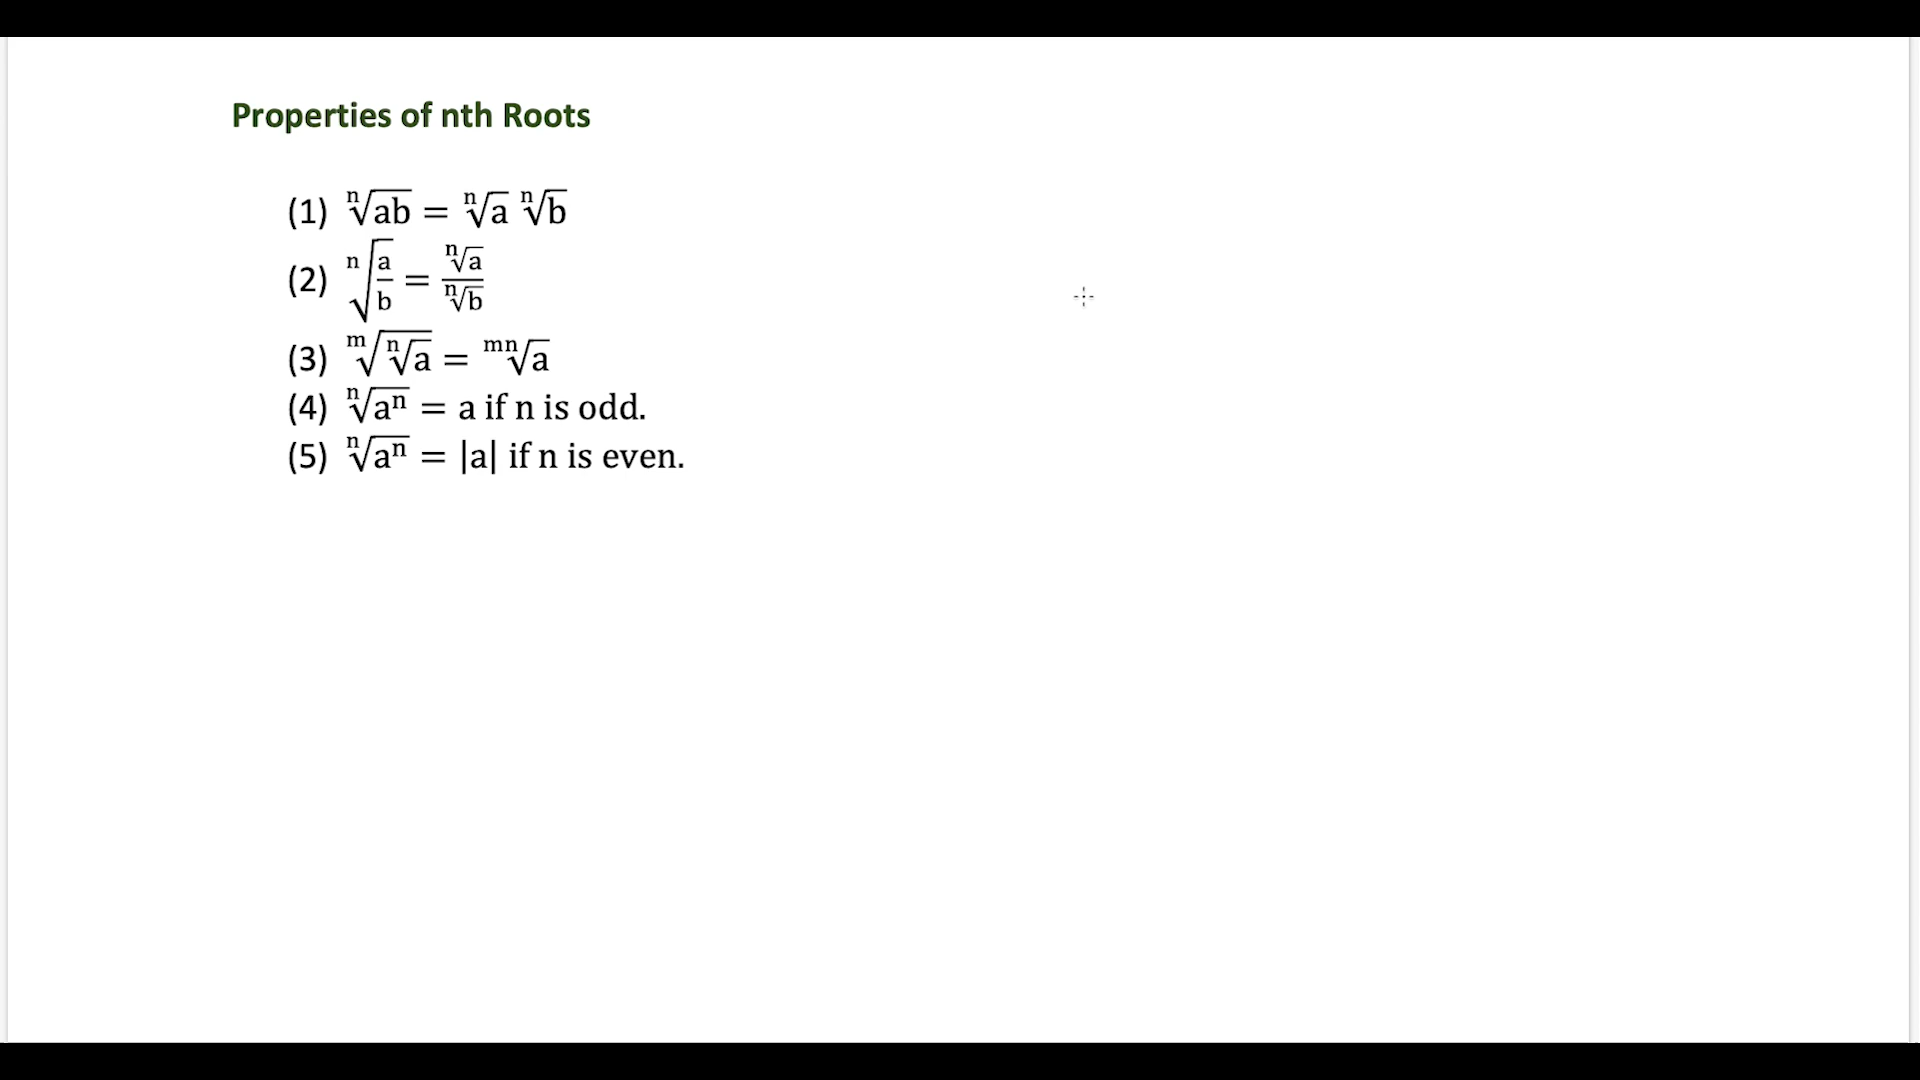 Properties of nth Roots
(1) ⁿ√(ab) = ⁿ√a ⁿ√b
(2) ⁿ√(a/b) = ⁿ√a / ⁿ√b
(3) ᵐ√(ⁿ√a) = ᵐⁿ√a
(4) ⁿ√(aⁿ) = a if n is odd.
(5) ⁿ√(aⁿ) = |a| if n is even.